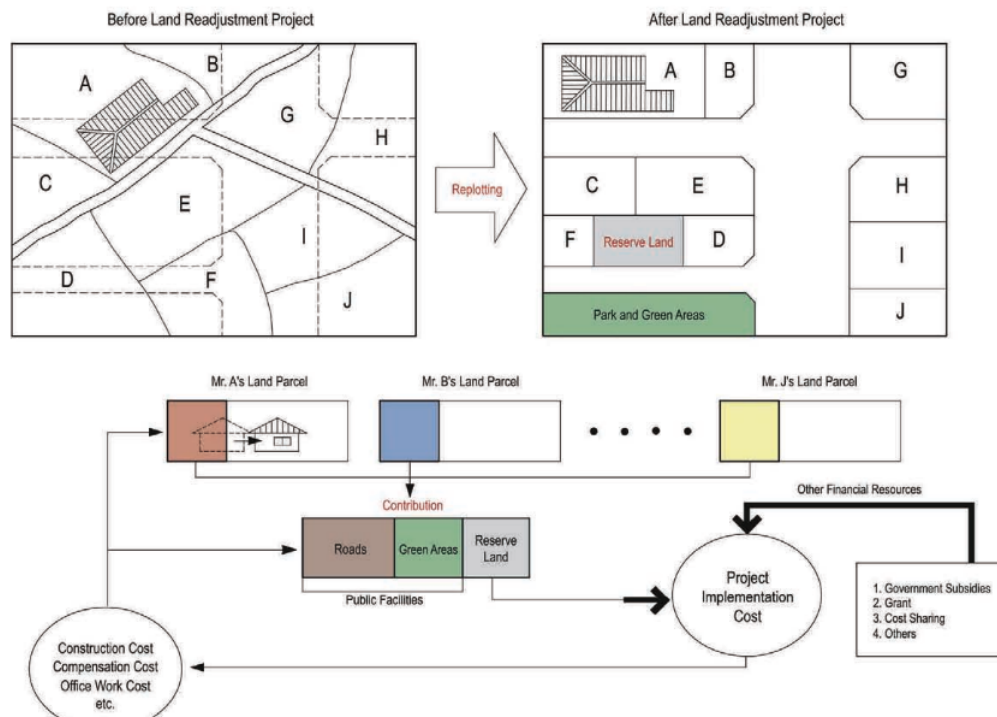 Before Land Readjustment Project
After Land Readjustment Project
A
B
G
H
C
E
I
D
F
J
Replotting
A
B
G
C
E
H
F
Reserve Land
D
I
Park and Green Areas
J
Mr. A's Land Parcel
Mr. B's Land Parcel
Mr. J's Land Parcel
Contribution
Other Financial Resources
Roads
Green Areas
Reserve
Land
Public Facilities
Project
Implementation
Cost
1. Government Subsidies
2. Grant
3. Cost Sharing
4. Others
Construction Cost
Compensation Cost
Office Work Cost
etc.